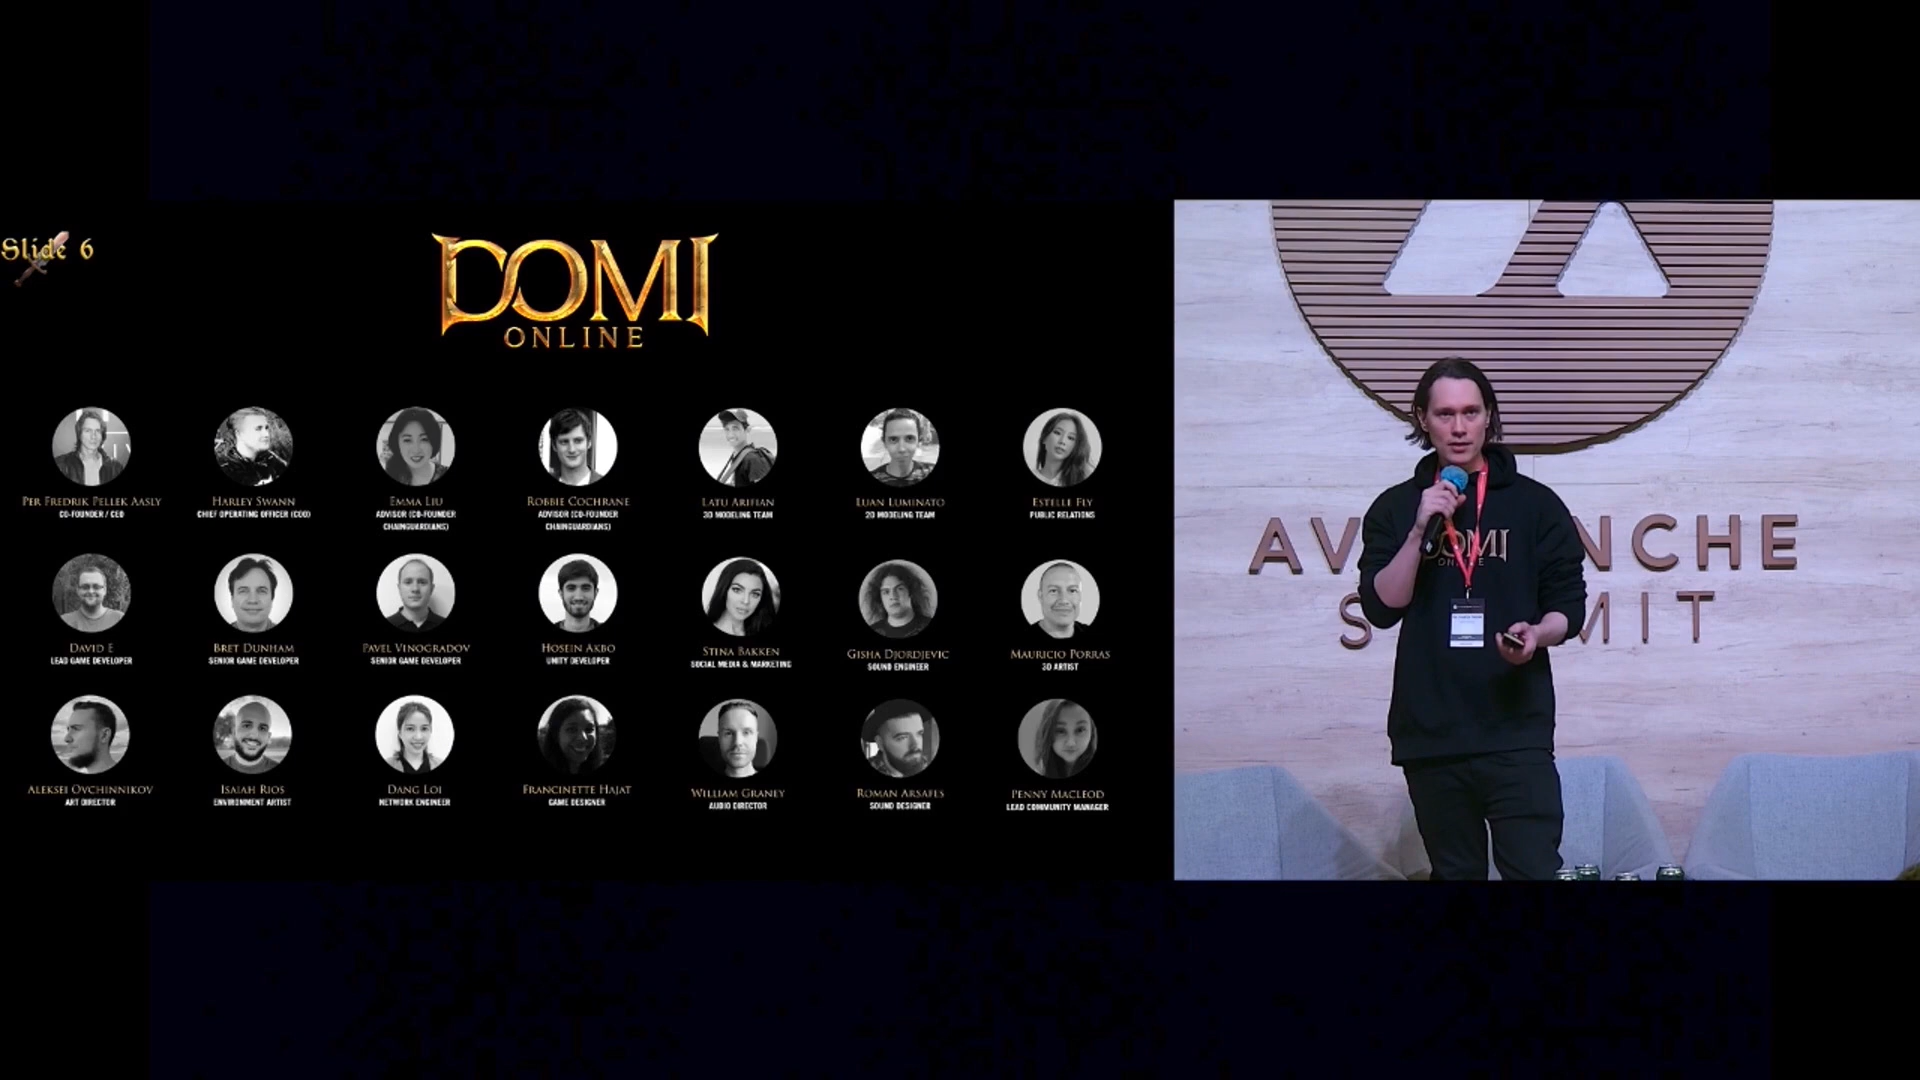 Slide 6
DOMI
ONLINE
PER FREDRIK PELLEK AASLY
CO-FOUNDER / CEO
HARLEY SWANN
CHIEF OPERATING OFFICER (COO)
EMMA LIU
ADVISOR (CO-FOUNDER
CHAINGUARDIANS)
ROBBIE COCHRANE
ADVISOR (CO-FOUNDER
CHAINGUARDIANS)
LATU ARIFIAN
3D MODELING TEAM
LUAN LUMINATO
2D MODELING TEAM
ESTELLE FLY
PUBLIC RELATIONS
DAVID E
LEAD GAME DEVELOPER
BRET DUNHAM
SENIOR GAME DEVELOPER
PAVEL VINOGRADOV
SENIOR GAME DEVELOPER
HOSEIN AKBO
UNITY DEVELOPER
STINA BAKKEN
SOCIAL MEDIA & MARKETING
GISHA DJORDJEVIC
SOUND ENGINEER
MAURICIO PORRAS
3D ARTIST
ALEKSEI OVCHINNIKOV
ART DIRECTOR
ISAIAH RIOS
ENVIRONMENT ARTIST
DANG LOI
NETWORK ENGINEER
FRANCINETTE HAJAT
GAME DESIGNER
WILLIAM GRANEY
AUDIO DIRECTOR
ROMAN ARSAFES
SOUND DESIGNER
PENNY MACLEOD
LEAD COMMUNITY MANAGER
AV NCHE
S MIT
DOMI